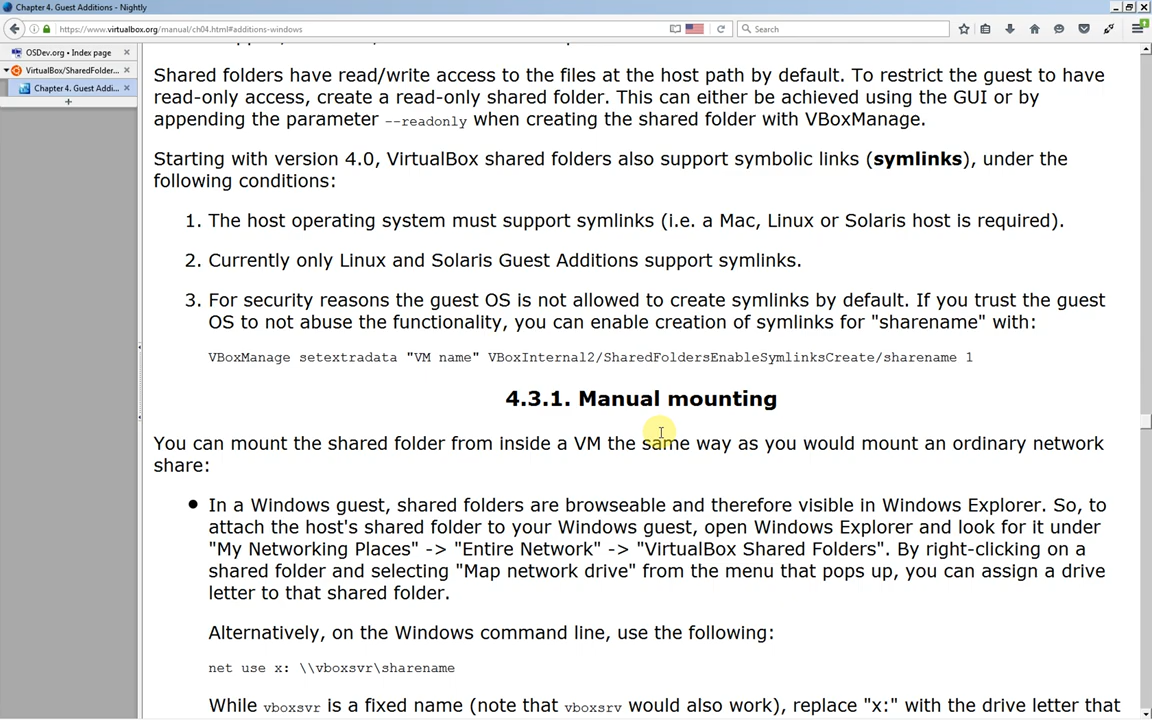 Chapter 4. Guest Additions - Nightly
https://www.virtualbox.org/manual/ch04.html#additions-windows
Search
OSDev.org • Index page
VirtualBox/SharedFolder...
Chapter 4. Guest Addi...
Shared folders have read/write access to the files at the host path by default. To restrict the guest to have
read-only access, create a read-only shared folder. This can either be achieved using the GUI or by
appending the parameter --readonly when creating the shared folder with VBoxManage.
Starting with version 4.0, VirtualBox shared folders also support symbolic links (symlinks), under the
following conditions:
1. The host operating system must support symlinks (i.e. a Mac, Linux or Solaris host is required).
2. Currently only Linux and Solaris Guest Additions support symlinks.
3. For security reasons the guest OS is not allowed to create symlinks by default. If you trust the guest
OS to not abuse the functionality, you can enable creation of symlinks for "sharename" with:
VBoxManage setextradata "VM name" VBoxInternal2/SharedFoldersEnableSymlinksCreate/sharename 1
4.3.1. Manual mounting
You can mount the shared folder from inside a VM the same way as you would mount an ordinary network
share:
• In a Windows guest, shared folders are browseable and therefore visible in Windows Explorer. So, to
attach the host's shared folder to your Windows guest, open Windows Explorer and look for it under
"My Networking Places" -> "Entire Network" -> "VirtualBox Shared Folders". By right-clicking on a
shared folder and selecting "Map network drive" from the menu that pops up, you can assign a drive
letter to that shared folder.
Alternatively, on the Windows command line, use the following:
net use x: \\vboxsvr\sharename
While vboxsvr is a fixed name (note that vboxsrv would also work), replace "x:" with the drive letter that